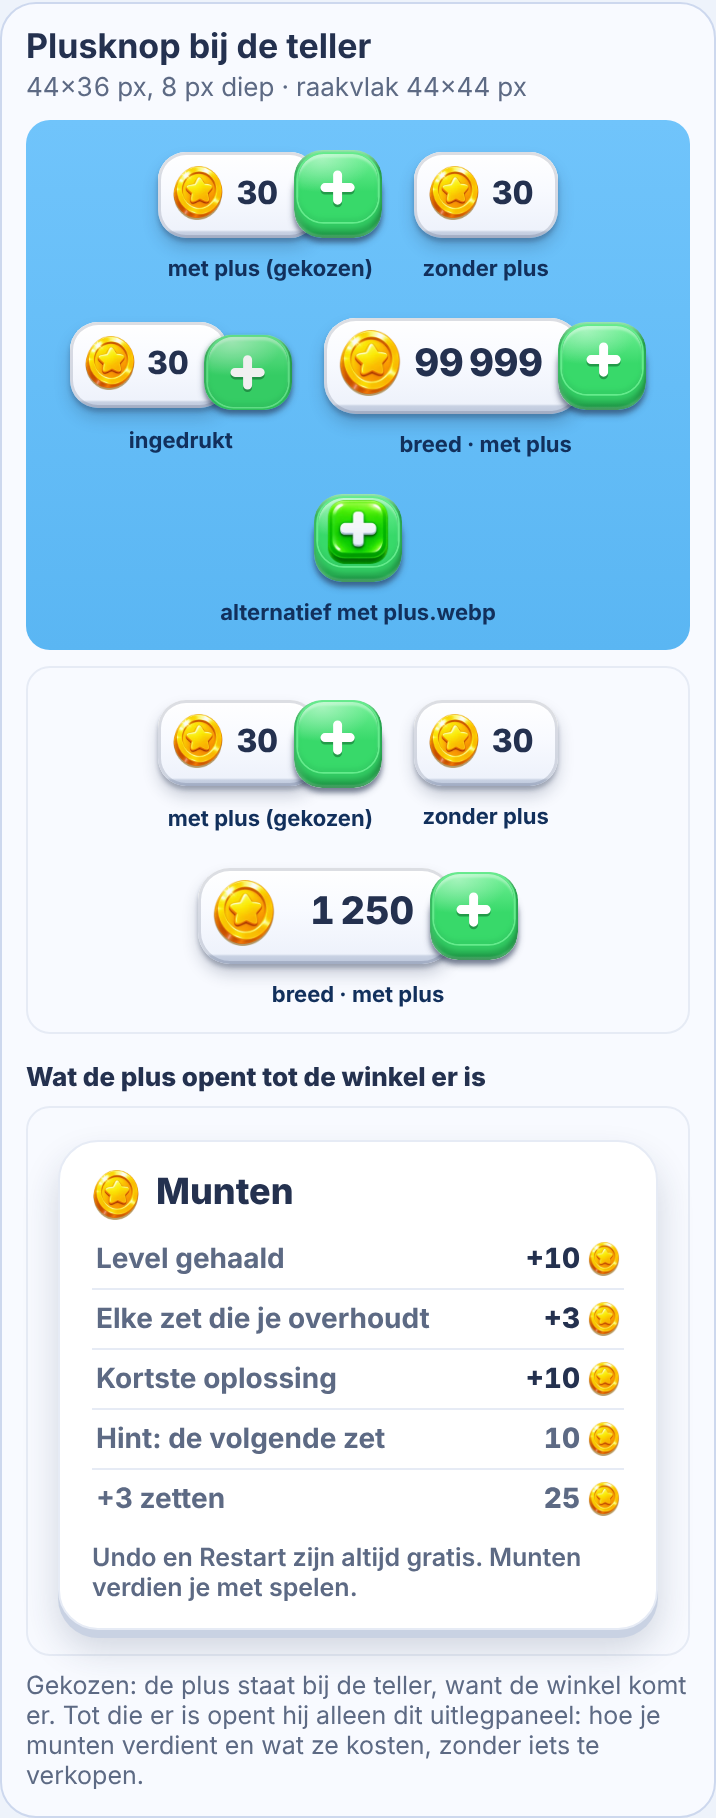 Plusknop bij de teller
44×36 px, 8 px diep · raakvlak 44×44 px
30
30
met plus (gekozen)
zonder plus
30
99 999
ingedrukt
breed · met plus
alternatief met plus.webp
30
30
met plus (gekozen)
zonder plus
1 250
breed · met plus
Wat de plus opent tot de winkel er is
Munten
Level gehaald +10
Elke zet die je overhoudt +3
Kortste oplossing +10
Hint: de volgende zet 10
+3 zetten 25
Undo en Restart zijn altijd gratis. Munten
verdien je met spelen.
Gekozen: de plus staat bij de teller, want de winkel komt
er. Tot die er is opent hij alleen dit uitlegpaneel: hoe je
munten verdient en wat ze kosten, zonder iets te
verkopen.